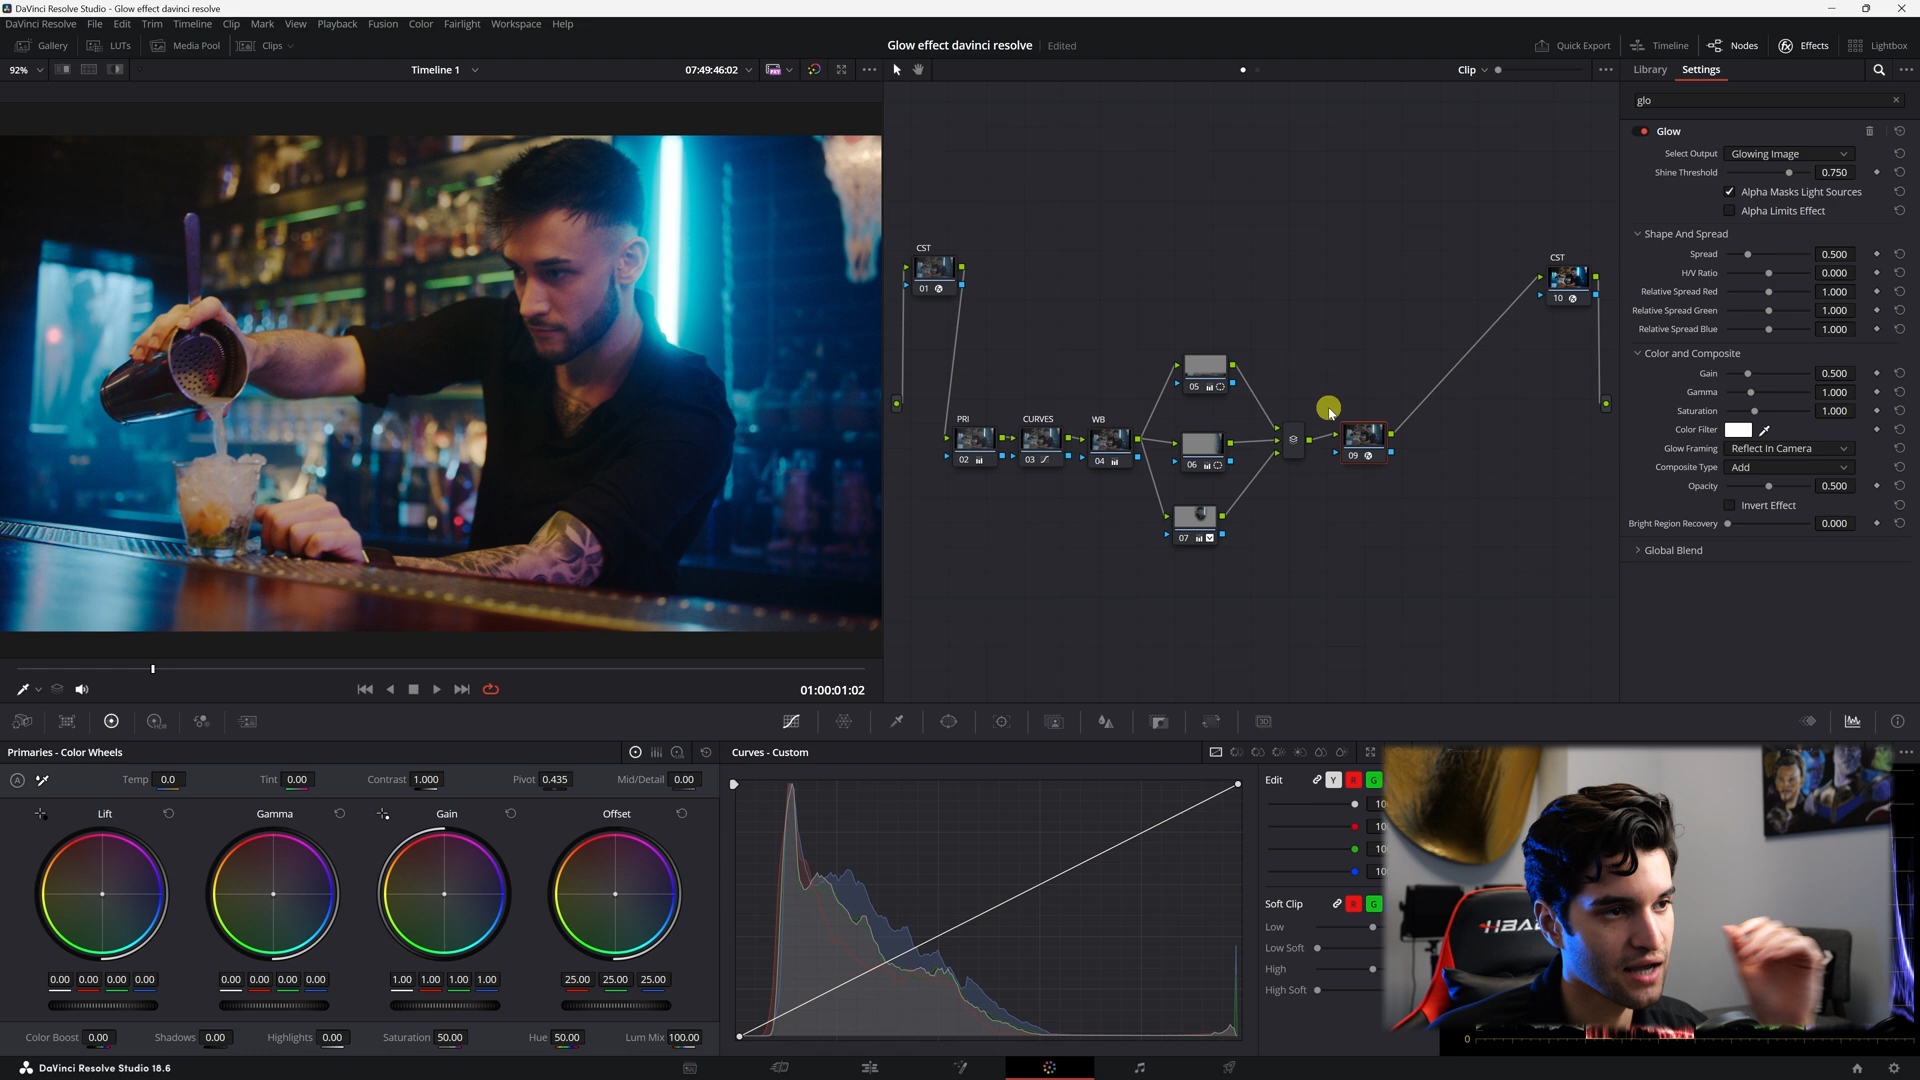 DaVinci Resolve Studio - Glow effect davinci resolve
DaVinci Resolve File Edit Trim Timeline Clip Mark View Playback Fusion Color Fairlight Workspace Help
Gallery LUTs Media Pool Clips
Glow effect davinci resolve Edited
Quick Export Timeline Nodes Effects Lightbox
92% Timeline 1 07:49:46:02 Clip
Library Settings
glo
Glow
Select Output Glowing Image
Shine Threshold 0.750
Alpha Masks Light Sources
Alpha Limits Effect
Shape And Spread
Spread 0.500
H/V Ratio 0.000
Relative Spread Red 1.000
Relative Spread Green 1.000
Relative Spread Blue 1.000
Color and Composite
Gain 0.500
Gamma 1.000
Saturation 1.000
Color Filter
Glow Framing Reflect In Camera
Composite Type Add
Opacity 0.500
Invert Effect
Bright Region Recovery 0.000
Global Blend
CST
01
CST
10
05
PRI CURVES WB
02 03 04
06
09
07
01:00:01:02
Primaries - Color Wheels
Temp 0.0 Tint 0.00 Contrast 1.000 Pivot 0.435 Mid/Detail 0.00
Lift Gamma Gain Offset
0.00 0.00 0.00 0.00
0.00 0.00 0.00 0.00
1.00 1.00 1.00 1.00
25.00 25.00 25.00
Color Boost 0.00 Shadows 0.00 Highlights 0.00 Saturation 50.00 Hue 50.00 Lum Mix 100.00
Curves - Custom
Edit Y R G
10
10
10
10
Soft Clip R G
Low
Low Soft
High
High Soft
0
DaVinci Resolve Studio 18.6